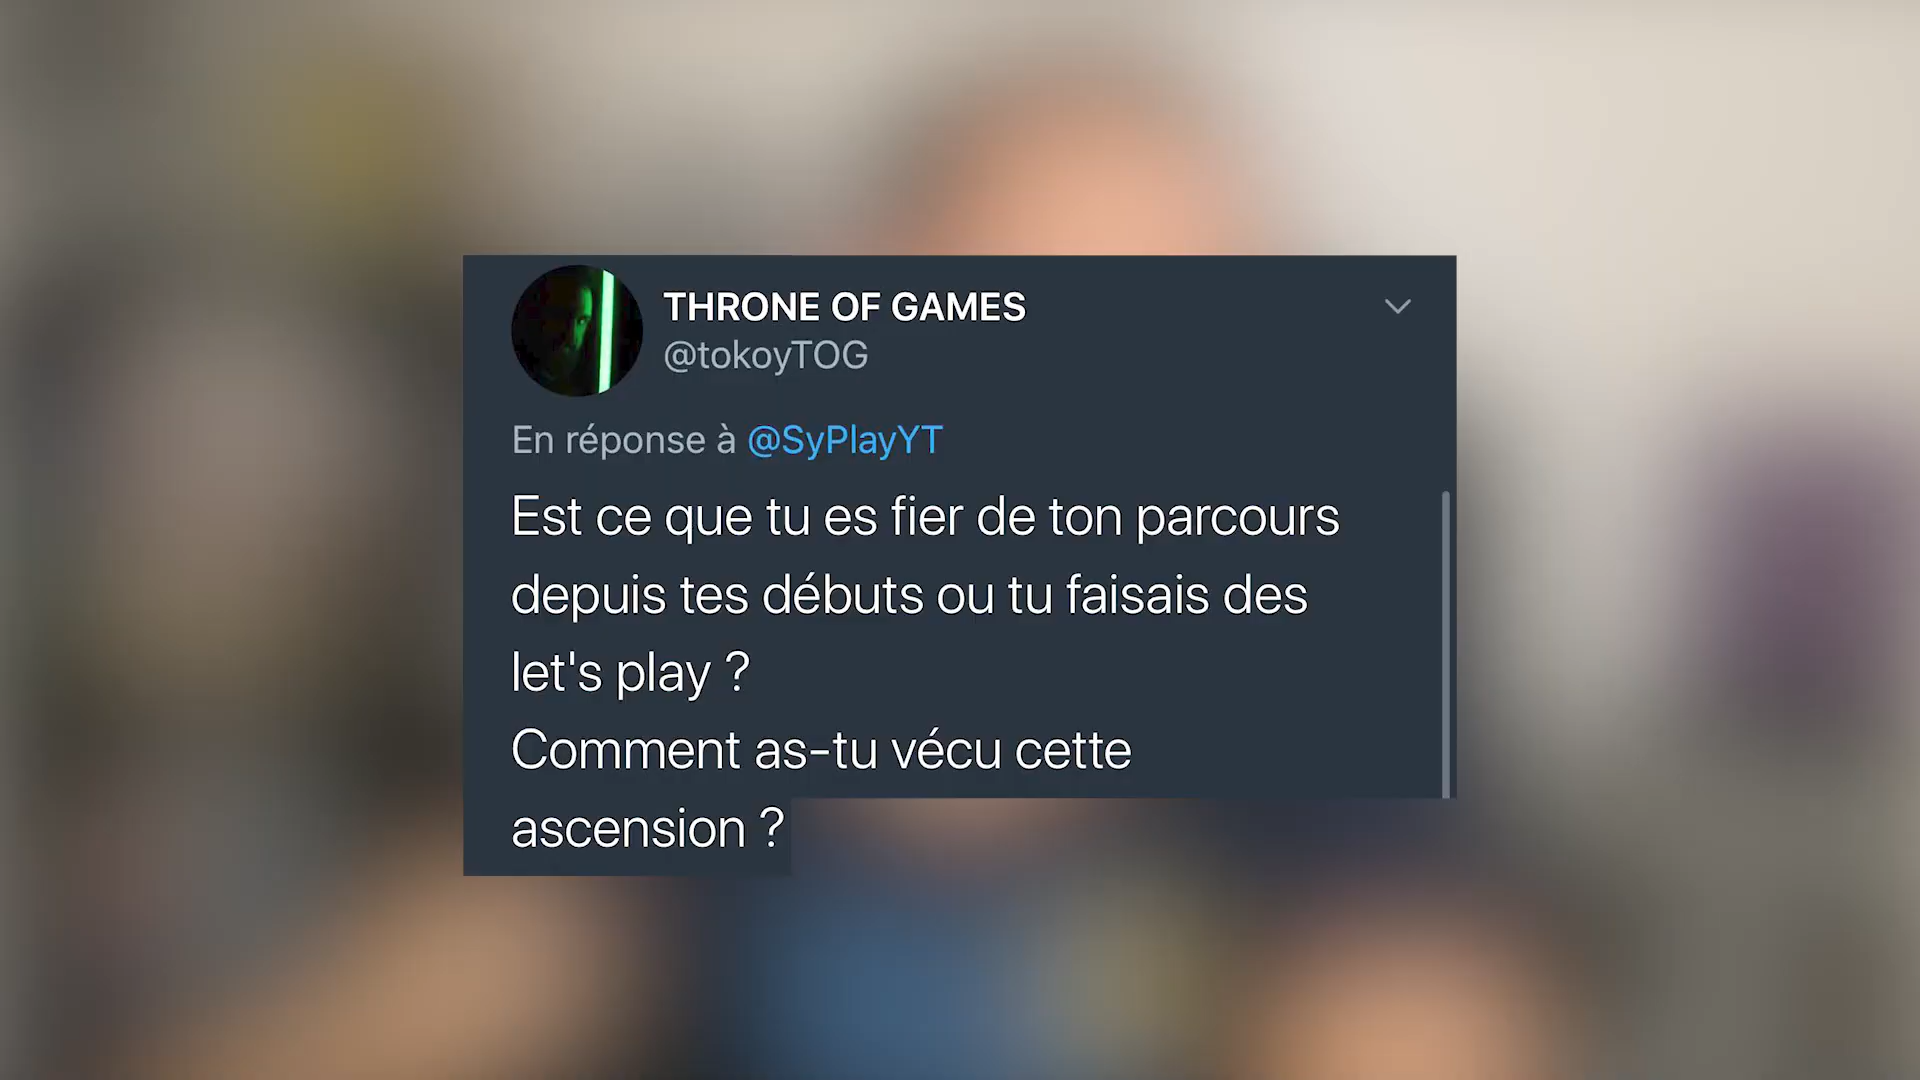 THRONE OF GAMES
@tokoyTOG
En réponse à @SyPlayYT
Est ce que tu es fier de ton parcours
depuis tes débuts ou tu faisais des
let's play ?
Comment as-tu vécu cette
ascension ?